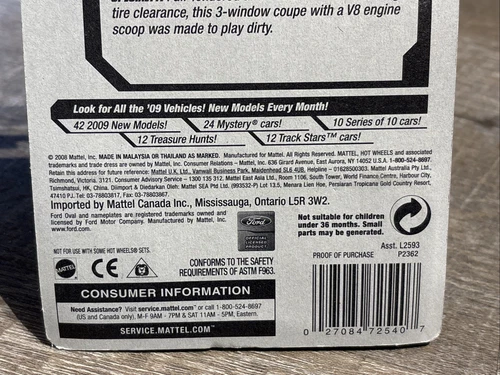 tire clearance, this 3-window coupe with a V8 engine
scoop was made to play dirty.
Look for All the '09 Vehicles! New Models Every Month!
42 2009 New Models!
24 Mystery® cars!
10 Series of 10 cars!
12 Treasure Hunts!
12 Track Stars™ cars!
© 2008 Mattel, Inc. MADE IN MALAYSIA OR THAILAND AS MARKED. Manufactured for Mattel. All Rights Reserved. MATTEL, HOT WHEELS and associated
trademarks and trade dress are owned by Mattel, Inc. Consumer Relations – Mattel, Inc. 636 Girard Avenue, East Aurora, NY 14052 U.S.A. 1-800-524-8697.
Retain this address for future reference: Mattel U.K. Ltd., Vanwall Business Park, Maidenhead SL6 4UB. Helpline - 01628500303. Mattel Australia Pty. Ltd.,
Richmond, Victoria. 3121. Consumer Advisory Service - 1300 135 312. Mattel East Asia Ltd., Room 1106, South Tower, World Finance Centre, Harbour City,
Tsimshatsui, HK, China. Diimport & Diedarkan Oleh: Mattel SEA Ptd Ltd. (993532-P) Lot 13.5, Menara Lien Hoe, Persiaran Tropicana Golf Country Resort,
47410 PJ. Tel: 03-78803817, Fax: 03-78803867
Imported by Mattel Canada Inc., Mississauga, Ontario L5R 3W2.
Ford Oval and nameplates are registered trademarks owned and
licensed by Ford Motor Company. Manufactured by Mattel, Inc.
www.ford.com
Ford
OFFICIAL
LICENSED
PRODUCT
Not suitable for children
under 36 months. Small
parts may be generated.
NOT FOR USE WITH SOME HOT WHEELS® SETS.
Asst. L2593
P2362
MATTEL
CE
CONFORMS TO THE SAFETY
REQUIREMENTS OF ASTM F963.
PROOF OF PURCHASE
CONSUMER INFORMATION
Need Assistance? Visit service.mattel.com™ or call 1-800-524-8697
(US and Canada only), M-F 9AM - 7PM & SAT 11AM - 5PM, Eastern.
SERVICE.MATTEL.COM™
0 27084 72540 7